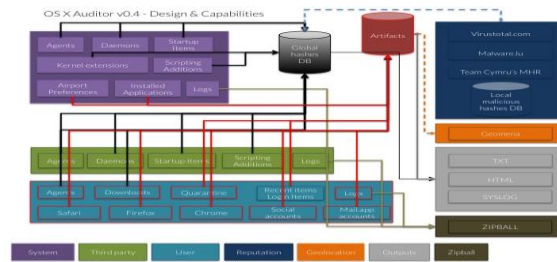 OS X Auditor v0.4 - Design & Capabilities
Agents
Daemons
Startup
Items
Kernel extensions
Scripting
Additions
Airport
Preferences
Installed
Applications
Logs
Global
hashes
DB
Artifacts
Virustotal.com
Malware.lu
Team Cymru's MHR
Local
malicious
hashes DB
Geomena
TXT
HTML
SYSLOG
ZIPBALL
Agents
Daemons
Startup Items
Scripting
Additions
Logs
Agents
Downloads
Quarantine
Recent items
Login Items
Logs
Safari
Firefox
Chrome
Social
accounts
Mail.app
accounts
System
Third party
User
Reputation
Geolocation
Outputs
Zipball